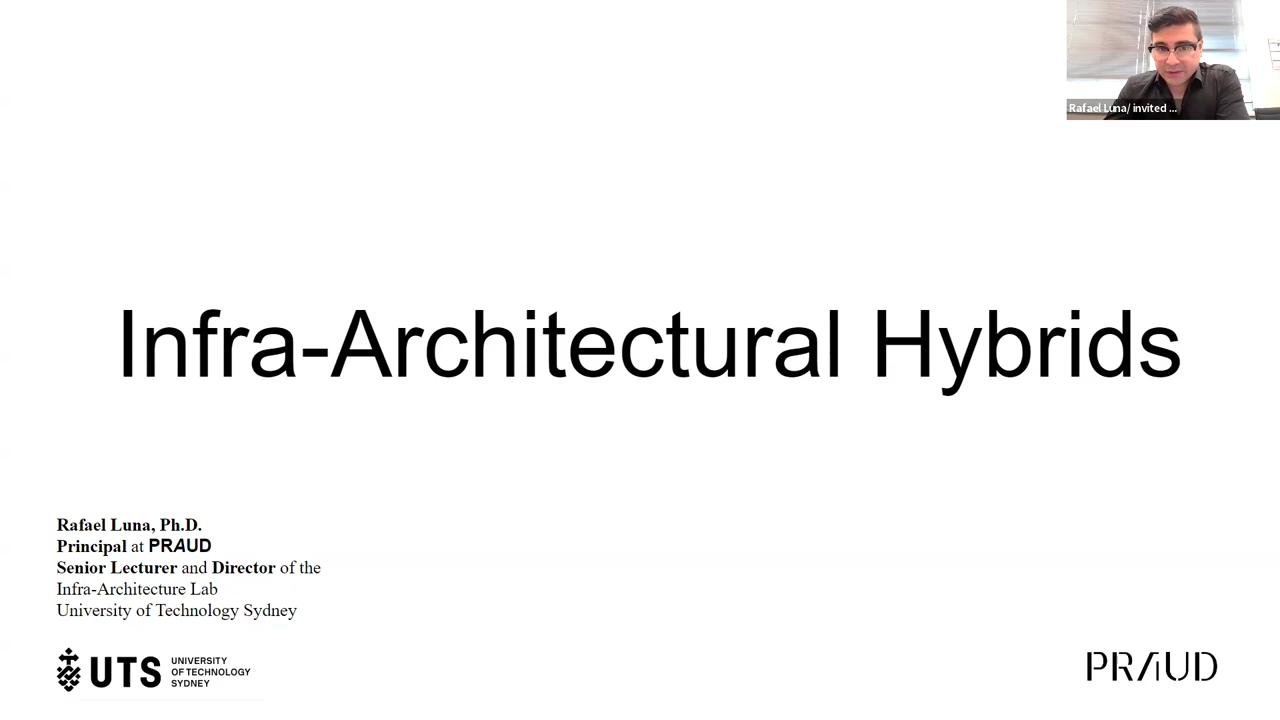 Rafael Luna/ invited ...
Infra-Architectural Hybrids
Rafael Luna, Ph.D.
Principal at PRAUD
Senior Lecturer and Director of the
Infra-Architecture Lab
University of Technology Sydney
UTS
UNIVERSITY
OF TECHNOLOGY
SYDNEY
PRAUD